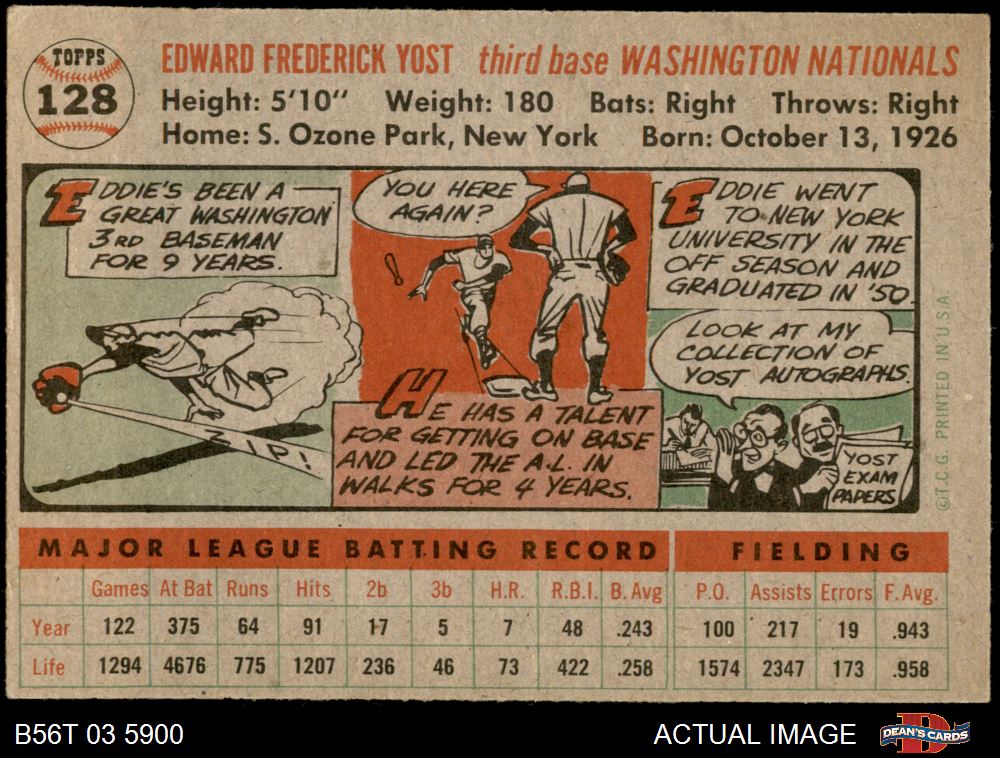 TOPPS
128
EDWARD FREDERICK YOST third base WASHINGTON NATIONALS
Height: 5'10" Weight: 180 Bats: Right Throws: Right
Home: S. Ozone Park, New York Born: October 13, 1926
EDDIE'S BEEN A
GREAT WASHINGTON
3RD BASEMAN
FOR 9 YEARS.
ZIP!
YOU HERE
AGAIN?
HE HAS A TALENT
FOR GETTING ON BASE
AND LED THE A.L. IN
WALKS FOR 4 YEARS.
EDDIE WENT
TO NEW YORK
UNIVERSITY IN THE
OFF SEASON AND
GRADUATED IN '50.
LOOK AT MY
COLLECTION OF
YOST AUTOGRAPHS.
YOST
EXAM
PAPERS
©T.C.G. PRINTED IN U.S.A.
MAJOR LEAGUE BATTING RECORD FIELDING
Games At Bat Runs Hits 2b 3b H.R. R.B.I. B. Avg P.O. Assists Errors F. Avg.
Year 122 375 64 91 17 5 7 48 .243 100 217 19 .943
Life 1294 4676 775 1207 236 46 73 422 .258 1574 2347 173 .958
B56T 03 5900 ACTUAL IMAGE DEAN'S CARDS